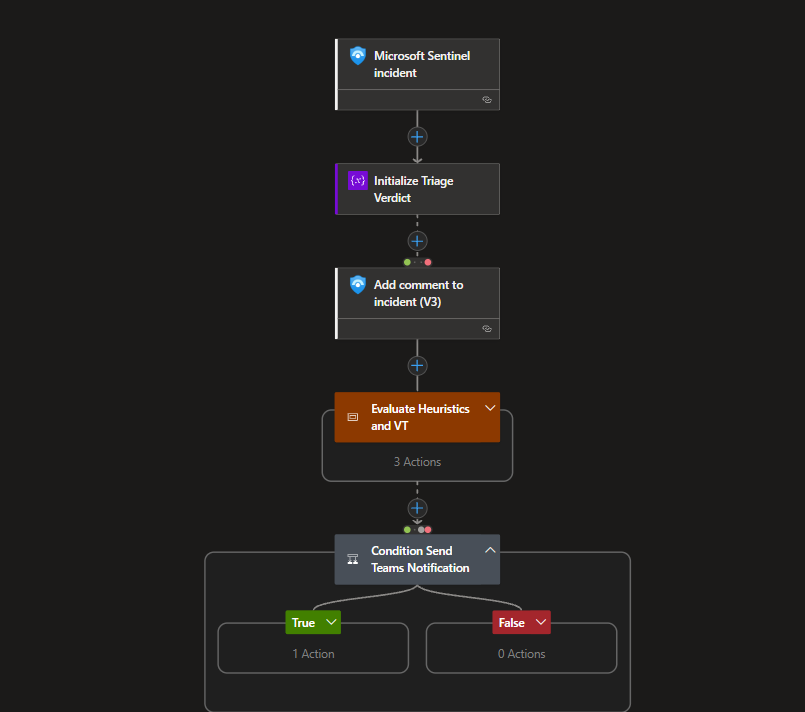 Microsoft Sentinel
incident
{x}
Initialize Triage
Verdict
Add comment to
incident (V3)
Evaluate Heuristics
and VT
3 Actions
Condition Send
Teams Notification
True
False
1 Action
0 Actions